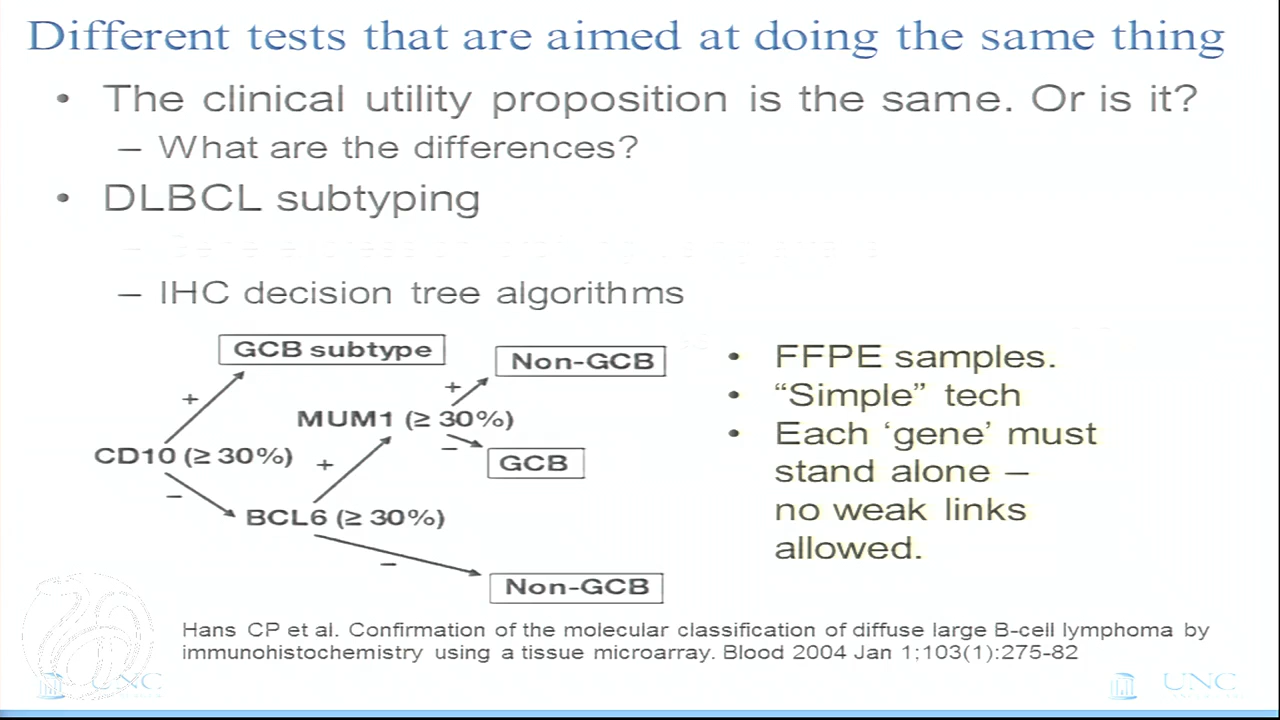 Different tests that are aimed at doing the same thing
• The clinical utility proposition is the same. Or is it?
– What are the differences?
• DLBCL subtyping
– IHC decision tree algorithms
GCB subtype
Non-GCB
+
+
MUM1 (≥ 30%)
–
CD10 (≥ 30%)
+
GCB
–
BCL6 (≥ 30%)
–
Non-GCB
• FFPE samples.
• “Simple” tech
• Each ‘gene’ must
stand alone –
no weak links
allowed.
Hans CP et al. Confirmation of the molecular classification of diffuse large B-cell lymphoma by
immunohistochemistry using a tissue microarray. Blood 2004 Jan 1;103(1):275-82
UNC
UNC